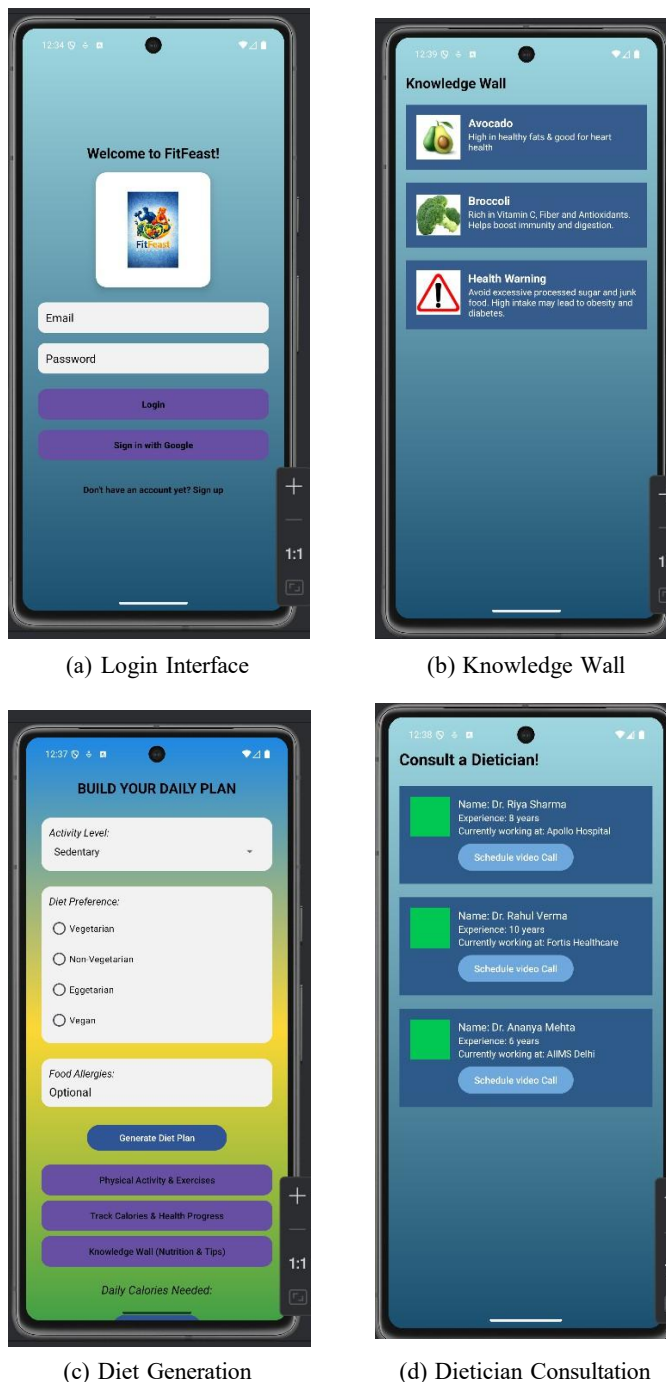 12:34
Welcome to FitFeast!
FitFeast
Email
Password
Login
Sign in with Google
Don't have an account yet? Sign up
1:1
(a) Login Interface
12:39
Knowledge Wall
Avocado
High in healthy fats & good for heart
health
Broccoli
Rich in Vitamin C, Fiber and Antioxidants.
Helps boost immunity and digestion.
Health Warning
Avoid excessive processed sugar and junk
food. High intake may lead to obesity and
diabetes.
1
(b) Knowledge Wall
12:37
BUILD YOUR DAILY PLAN
Activity Level:
Sedentary
Diet Preference:
Vegetarian
Non-Vegetarian
Eggetarian
Vegan
Food Allergies:
Optional
Generate Diet Plan
Physical Activity & Exercises
Track Calories & Health Progress
Knowledge Wall (Nutrition & Tips)
Daily Calories Needed:
1:1
(c) Diet Generation
12:38
Consult a Dietician!
Name: Dr. Riya Sharma
Experience: 8 years
Currently working at: Apollo Hospital
Schedule video Call
Name: Dr. Rahul Verma
Experience: 10 years
Currently working at: Fortis Healthcare
Schedule video Call
Name: Dr. Ananya Mehta
Experience: 6 years
Currently working at: AIIMS Delhi
Schedule video Call
(d) Dietician Consultation